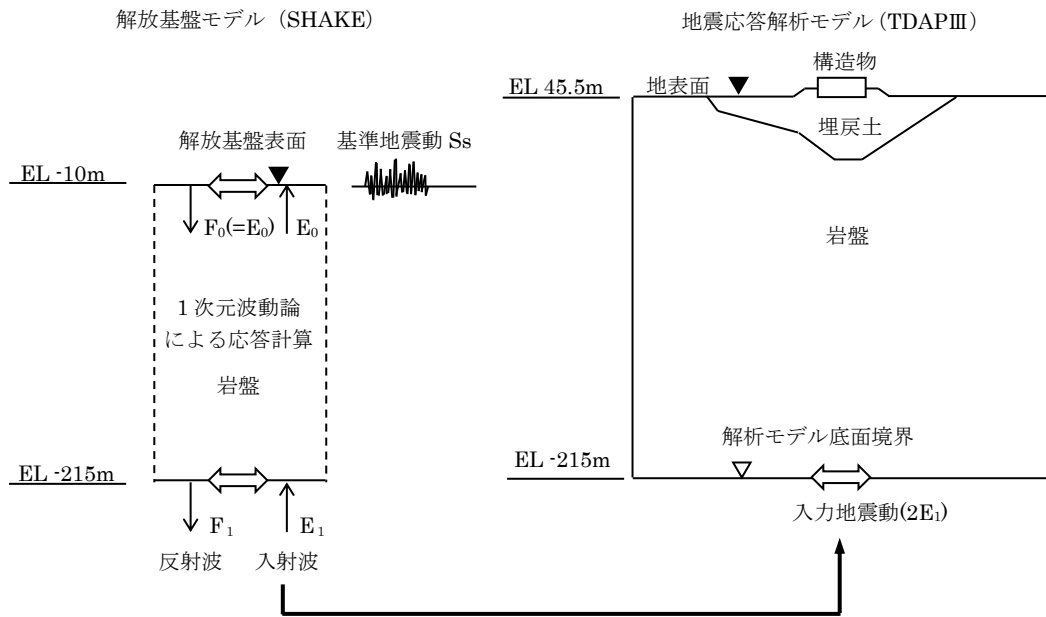 解放基盤モデル（SHAKE）
解放基盤表面
基準地震動 Ss
EL -10m
F₀(=E₀)
E₀
1 次元波動論
による応答計算
岩盤
EL -215m
F₁
E₁
反射波
入射波
地震応答解析モデル（TDAPⅢ）
構造物
地表面
EL 45.5m
埋戻土
岩盤
解析モデル底面境界
EL -215m
入力地震動(2E₁)